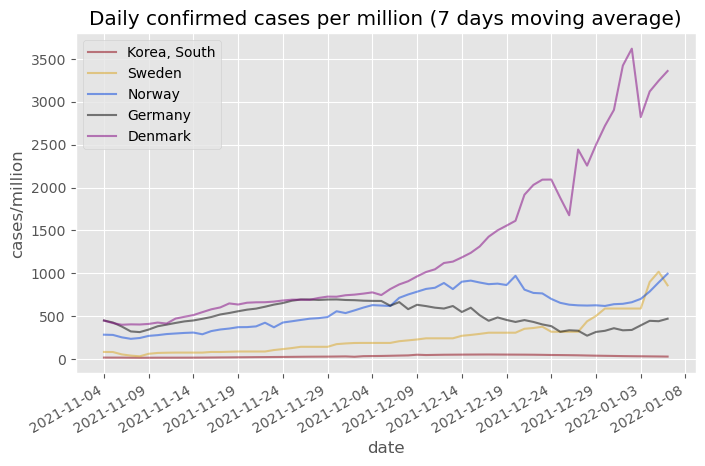 Daily confirmed cases per million (7 days moving average)
3500
3000
2500
2000
1500
1000
500
0
cases/million
Korea, South
Sweden
Norway
Germany
Denmark
2021-11-04
2021-11-09
2021-11-14
2021-11-19
2021-11-24
2021-11-29
2021-12-04
2021-12-09
2021-12-14
2021-12-19
2021-12-24
2021-12-29
2022-01-03
2022-01-08
date